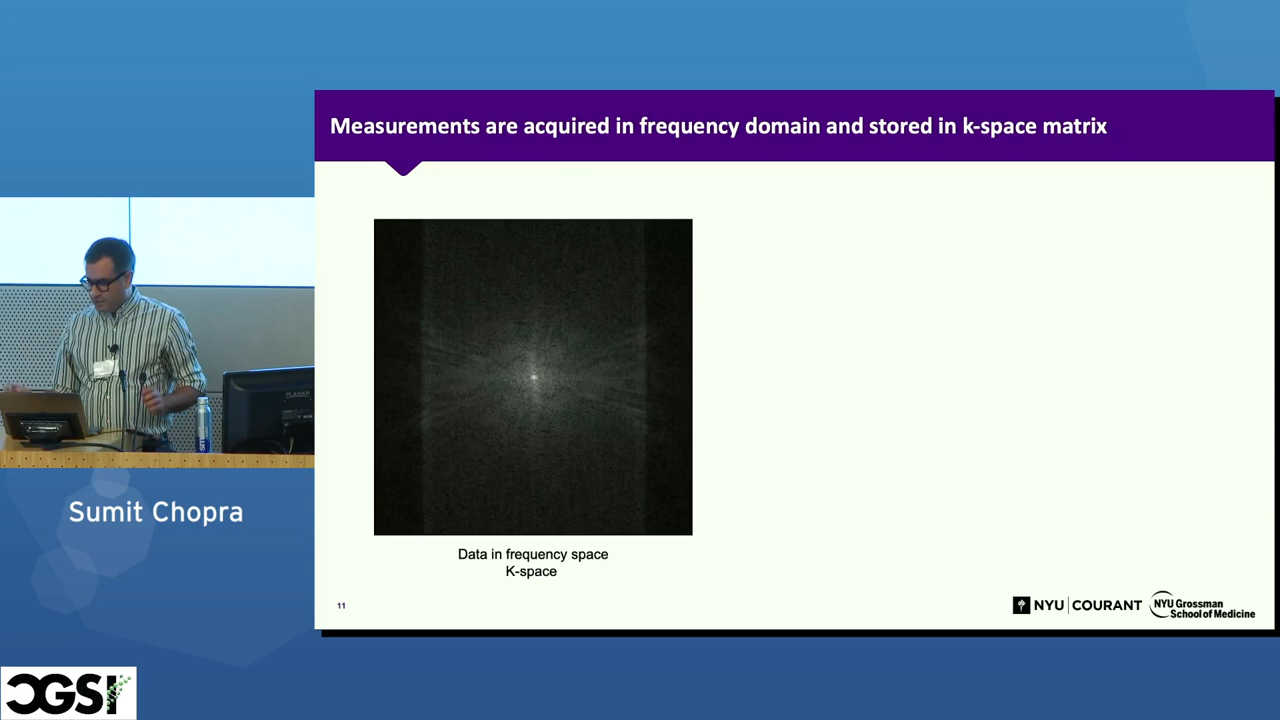 Measurements are acquired in frequency domain and stored in k-space matrix
PLANAR
Sumit Chopra
Data in frequency space
K-space
11
NYU | COURANT
NYU Grossman
School of Medicine
CGSI